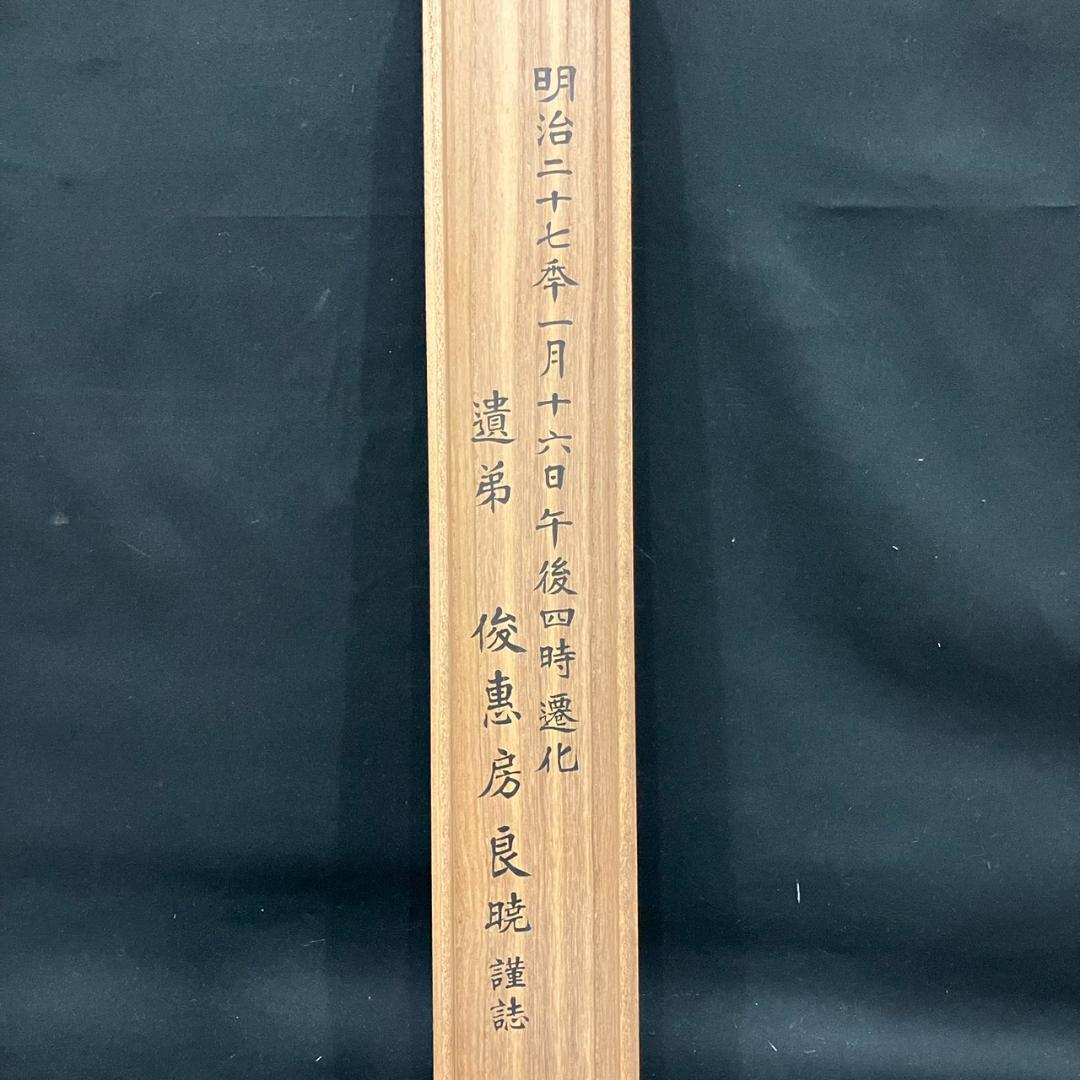 明治二十七季一月十六日午後四時遷化
遺弟 俊惠房良暁謹誌